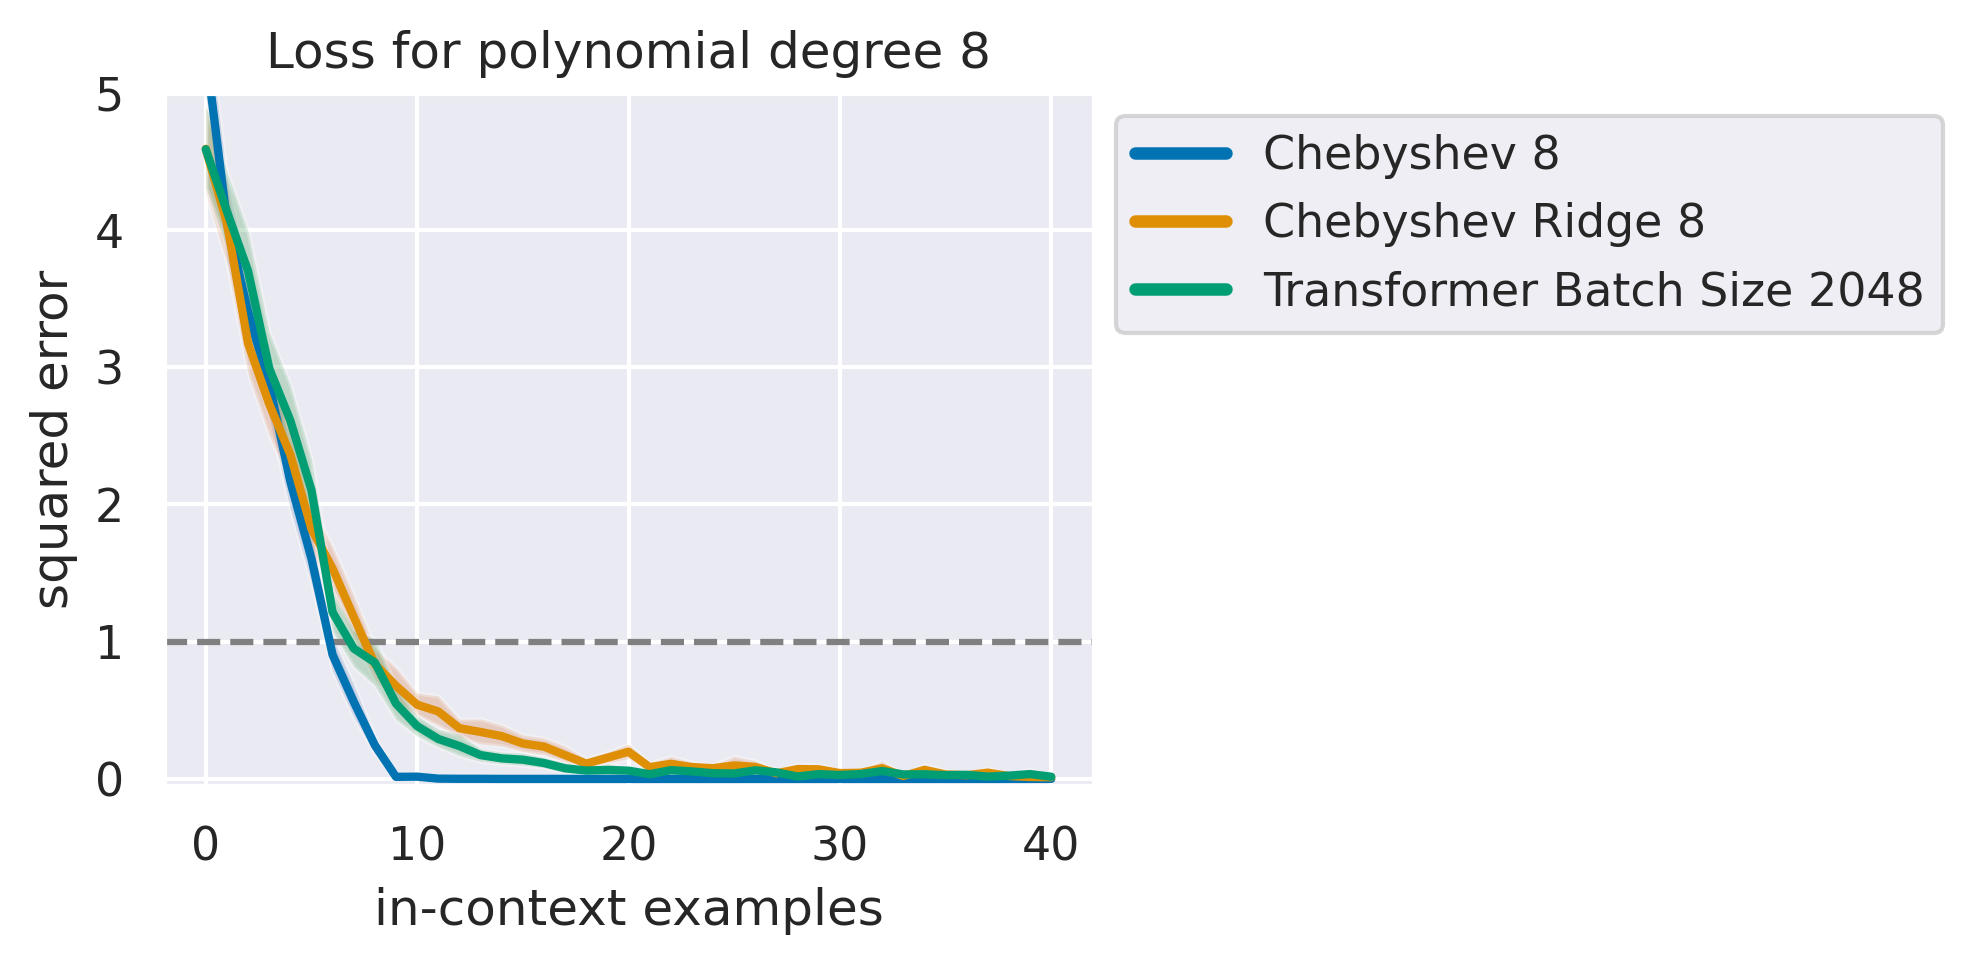 Loss for polynomial degree 8
5
4
3
2
1
0
squared error
0 10 20 30 40
in-context examples
Chebyshev 8
Chebyshev Ridge 8
Transformer Batch Size 2048